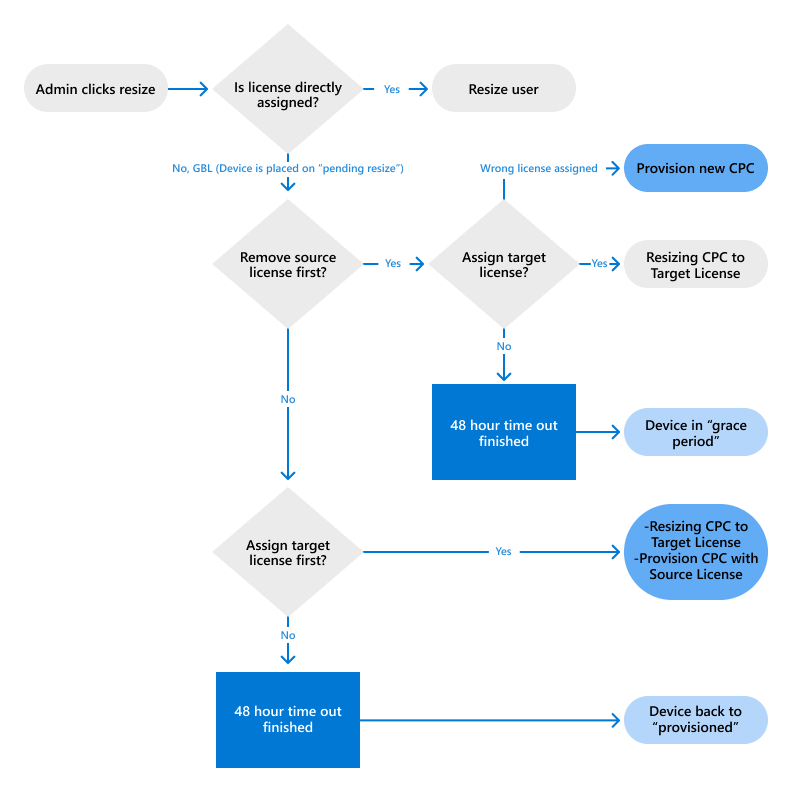 Admin clicks resize
Is license directly
assigned?
Yes
Resize user
No, GBL (Device is placed on “pending resize”)
Wrong license assigned
Provision new CPC
Remove source
license first?
Yes
Assign target
license?
Yes
Resizing CPC to
Target License
No
No
48 hour time out
finished
Device in “grace
period”
Assign target
license first?
Yes
-Resizing CPC to
Target License
-Provision CPC with
Source License
No
48 hour time out
finished
Device back to
“provisioned”